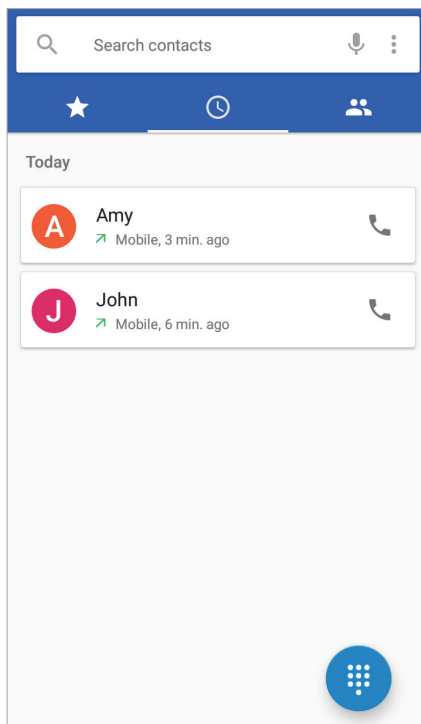 Search contacts
Today
A
Amy
Mobile, 3 min. ago
J
John
Mobile, 6 min. ago